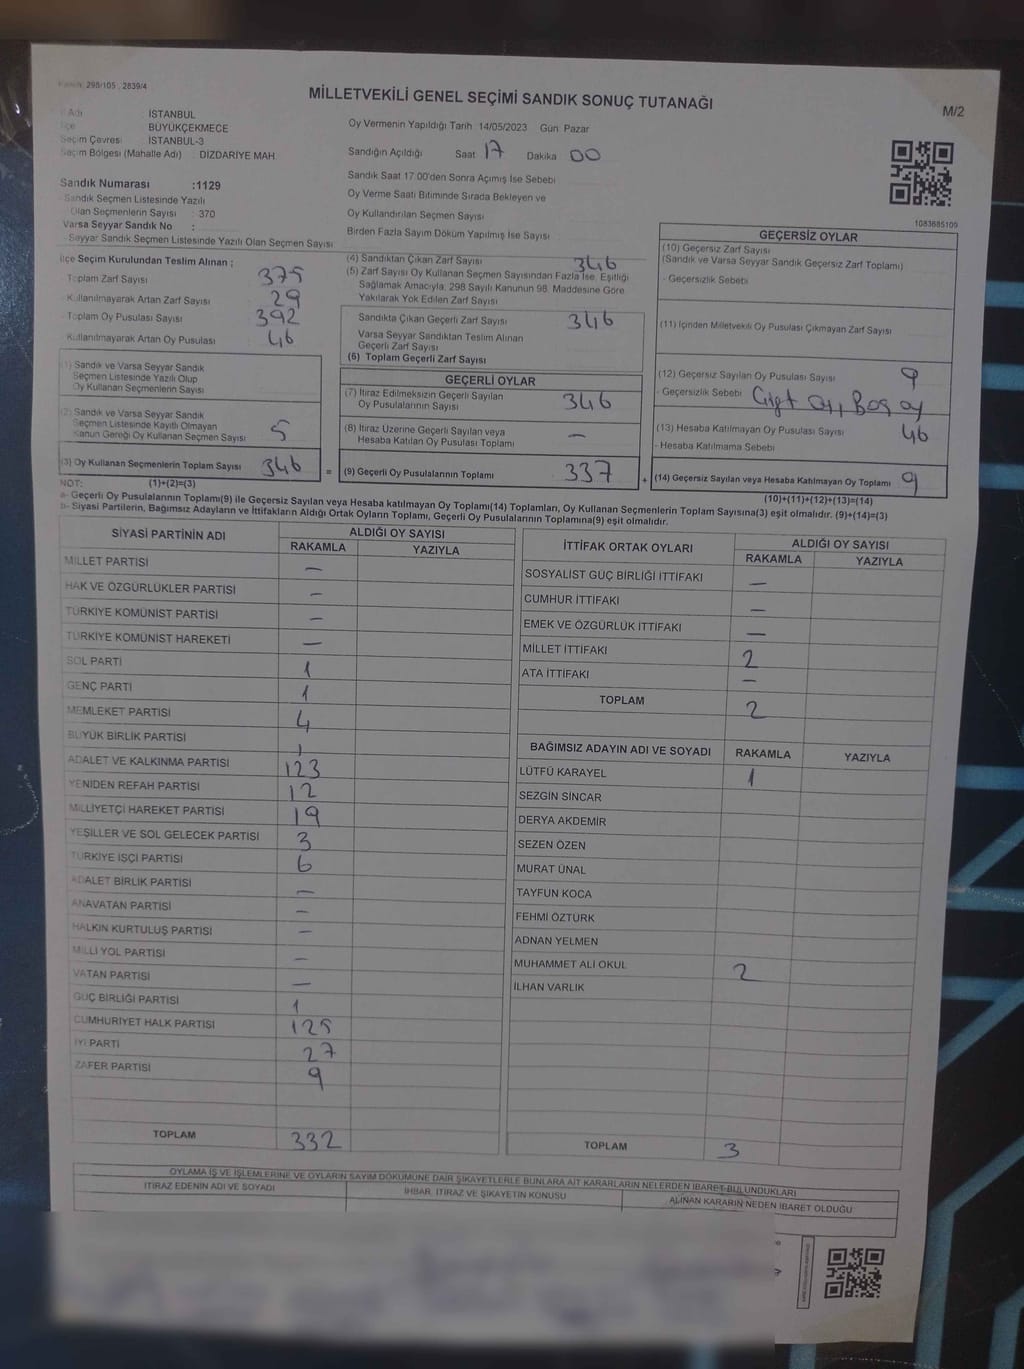 298/105 , 2839/4
MİLLETVEKİLİ GENEL SEÇİMİ SANDIK SONUÇ TUTANAĞI
M/2
Adı : İSTANBUL
BÜYÜKÇEKMECE
Seçim Çevresi : İSTANBUL-3
Seçim Bölgesi (Mahalle Adı) : DİZDARİYE MAH.
Oy Vermenin Yapıldığı Tarih 14/05/2023 Gün Pazar
Sandığın Açıldığı Saat 17 Dakika 00
Sandık Saat 17:00'den Sonra Açımış İse Sebebi
Oy Verme Saati Bitiminde Sırada Bekleyen ve
Oy Kullandırılan Seçmen Sayısı
Birden Fazla Sayım Döküm Yapılmış İse Sayısı
1083685109
Sandık Numarası :1129
Sandık Seçmen Listesinde Yazılı
Olan Seçmenlerin Sayısı : 370
Varsa Seyyar Sandık No :
Seyyar Sandık Seçmen Listesinde Yazılı Olan Seçmen Sayısı :
İlçe Seçim Kurulundan Teslim Alınan ;
- Toplam Zarf Sayısı 375
- Kullanılmayarak Artan Zarf Sayısı 29
- Toplam Oy Pusulası Sayısı 392
- Kullanılmayarak Artan Oy Pusulası 46
(1) Sandık ve Varsa Seyyar Sandık
Seçmen Listesinde Yazılı Olup
Oy Kullanan Seçmenlerin Sayısı
(2) Sandık ve Varsa Seyyar Sandık
Seçmen Listesinde Kayıtlı Olmayan
Kanun Gereği Oy Kullanan Seçmen Sayısı 5
(3) Oy Kullanan Seçmenlerin Toplam Sayısı 346 =
(1)+(2)=(3)
(4) Sandıktan Çıkan Zarf Sayısı 346
(5) Zarf Sayısı Oy Kullanan Seçmen Sayısından Fazla İse, Eşitliği
Sağlamak Amacıyla, 298 Sayılı Kanunun 98. Maddesine Göre
Yakılarak Yok Edilen Zarf Sayısı
Sandıkta Çıkan Geçerli Zarf Sayısı 346
Varsa Seyyar Sandıktan Teslim Alınan
Geçerli Zarf Sayısı
(6) Toplam Geçerli Zarf Sayısı
GEÇERLİ OYLAR
(7) İtiraz Edilmeksizin Geçerli Sayılan
Oy Pusulalarının Sayısı 346
(8) İtiraz Üzerine Geçerli Sayılan veya
Hesaba Katılan Oy Pusulası Toplamı —
(9) Geçerli Oy Pusulalarının Toplamı 337 +
GEÇERSİZ OYLAR
(10) Geçersiz Zarf Sayısı
(Sandık ve Varsa Seyyar Sandık Geçersiz Zarf Toplamı)
- Geçersizlik Sebebi
(11) İçinden Milletvekili Oy Pusulası Çıkmayan Zarf Sayısı
(12) Geçersiz Sayılan Oy Pusulası Sayısı 9
- Geçersizlik Sebebi Çift oy, Boş oy
(13) Hesaba Katılmayan Oy Pusulası Sayısı 46
- Hesaba Katılmama Sebebi
(14) Geçersiz Sayılan veya Hesaba Katılmayan Oy Toplamı 9
(10)+(11)+(12)+(13)=(14)
NOT:
a- Geçerli Oy Pusulalarının Toplamı(9) ile Geçersiz Sayılan veya Hesaba katılmayan Oy Toplamı(14) Toplamları, Oy Kullanan Seçmenlerin Toplam Sayısına(3) eşit olmalıdır. (9)+(14)=(3)
b- Siyasi Partilerin, Bağımsız Adayların ve İttifakların Aldığı Ortak Oyların Toplamı, Geçerli Oy Pusulalarının Toplamına(9) eşit olmalıdır.
SİYASİ PARTİNİN ADI ALDIĞI OY SAYISI
RAKAMLA YAZIYLA
MİLLET PARTİSİ —
HAK VE ÖZGÜRLÜKLER PARTİSİ —
TÜRKİYE KOMÜNİST PARTİSİ —
TÜRKİYE KOMÜNİST HAREKETİ —
SOL PARTİ 1
GENÇ PARTİ 1
MEMLEKET PARTİSİ 4
BÜYÜK BİRLİK PARTİSİ 1
ADALET VE KALKINMA PARTİSİ 123
YENİDEN REFAH PARTİSİ 12
MİLLİYETÇİ HAREKET PARTİSİ 19
YEŞİLLER VE SOL GELECEK PARTİSİ 3
TÜRKİYE İŞÇİ PARTİSİ 6
ADALET BİRLİK PARTİSİ —
ANAVATAN PARTİSİ —
HALKIN KURTULUŞ PARTİSİ —
MİLLİ YOL PARTİSİ —
VATAN PARTİSİ —
GÜÇ BİRLİĞİ PARTİSİ 1
CUMHURİYET HALK PARTİSİ 125
İYİ PARTİ 27
ZAFER PARTİSİ 9
TOPLAM 332
İTTİFAK ORTAK OYLARI ALDIĞI OY SAYISI
RAKAMLA YAZIYLA
SOSYALİST GÜÇ BİRLİĞİ İTTİFAKI —
CUMHUR İTTİFAKI —
EMEK VE ÖZGÜRLÜK İTTİFAKI —
MİLLET İTTİFAKI 2
ATA İTTİFAKI —
TOPLAM 2
BAĞIMSIZ ADAYIN ADI VE SOYADI RAKAMLA YAZIYLA
LÜTFÜ KARAYEL 1
SEZGİN SİNCAR
DERYA AKDEMİR
SEZEN ÖZEN
MURAT ÜNAL
TAYFUN KOCA
FEHMİ ÖZTÜRK
ADNAN YELMEN
MUHAMMET ALİ OKUL 2
İLHAN VARLIK
TOPLAM 3
OYLAMA İŞ VE İŞLEMLERİNE VE OYLARIN SAYIM DÖKÜMÜNE DAİR ŞİKAYETLERLE BUNLARA AİT KARARLARIN NELERDEN İBARET BULUNDUKLARI
İTİRAZ EDENİN ADI VE SOYADI İHBAR, İTİRAZ VE ŞİKAYETİN KONUSU ALINAN KARARIN NEDEN İBARET OLDUĞU